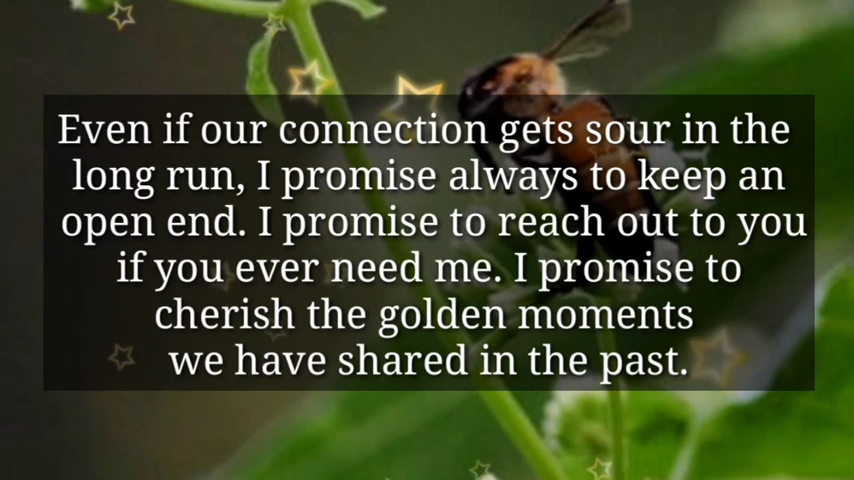 Even if our connection gets sour in the
long run, I promise always to keep an
open end. I promise to reach out to you
if you ever need me. I promise to
cherish the golden moments
we have shared in the past.